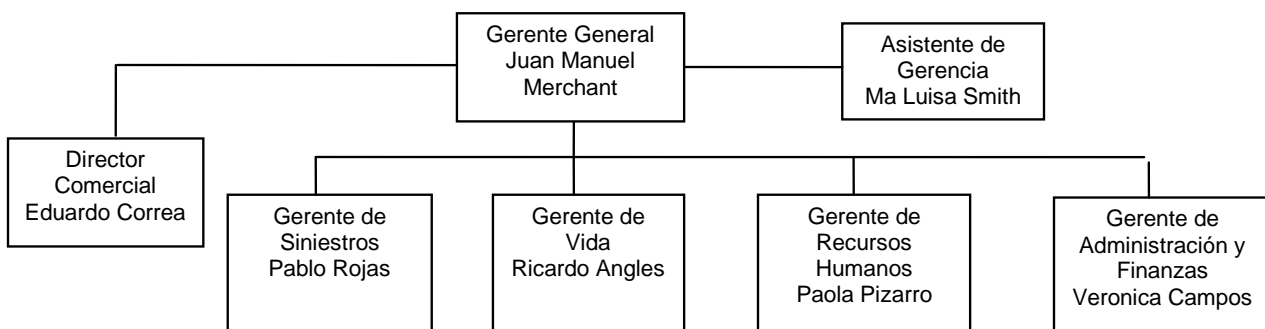 Gerente General
Juan Manuel
Merchant
Asistente de
Gerencia
Ma Luisa Smith
Director
Comercial
Eduardo Correa
Gerente de
Siniestros
Pablo Rojas
Gerente de
Vida
Ricardo Angles
Gerente de
Recursos
Humanos
Paola Pizarro
Gerente de
Administración y
Finanzas
Veronica Campos